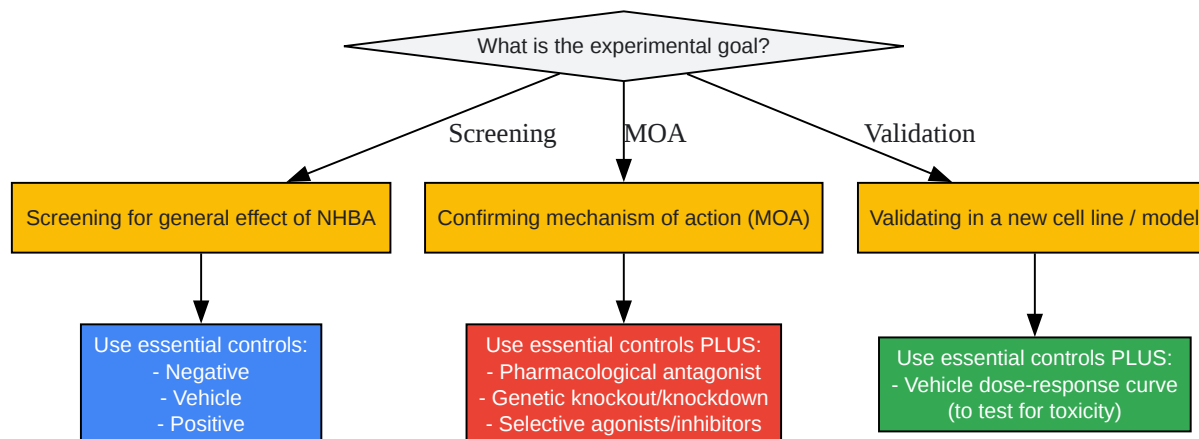 What is the experimental goal?
Screening
MOA
Validation
Screening for general effect of NHBA
Confirming mechanism of action (MOA)
Validating in a new cell line / model
Use essential controls:
- Negative
- Vehicle
- Positive
Use essential controls PLUS:
- Pharmacological antagonist
- Genetic knockout/knockdown
- Selective agonists/inhibitors
Use essential controls PLUS:
- Vehicle dose-response curve
(to test for toxicity)